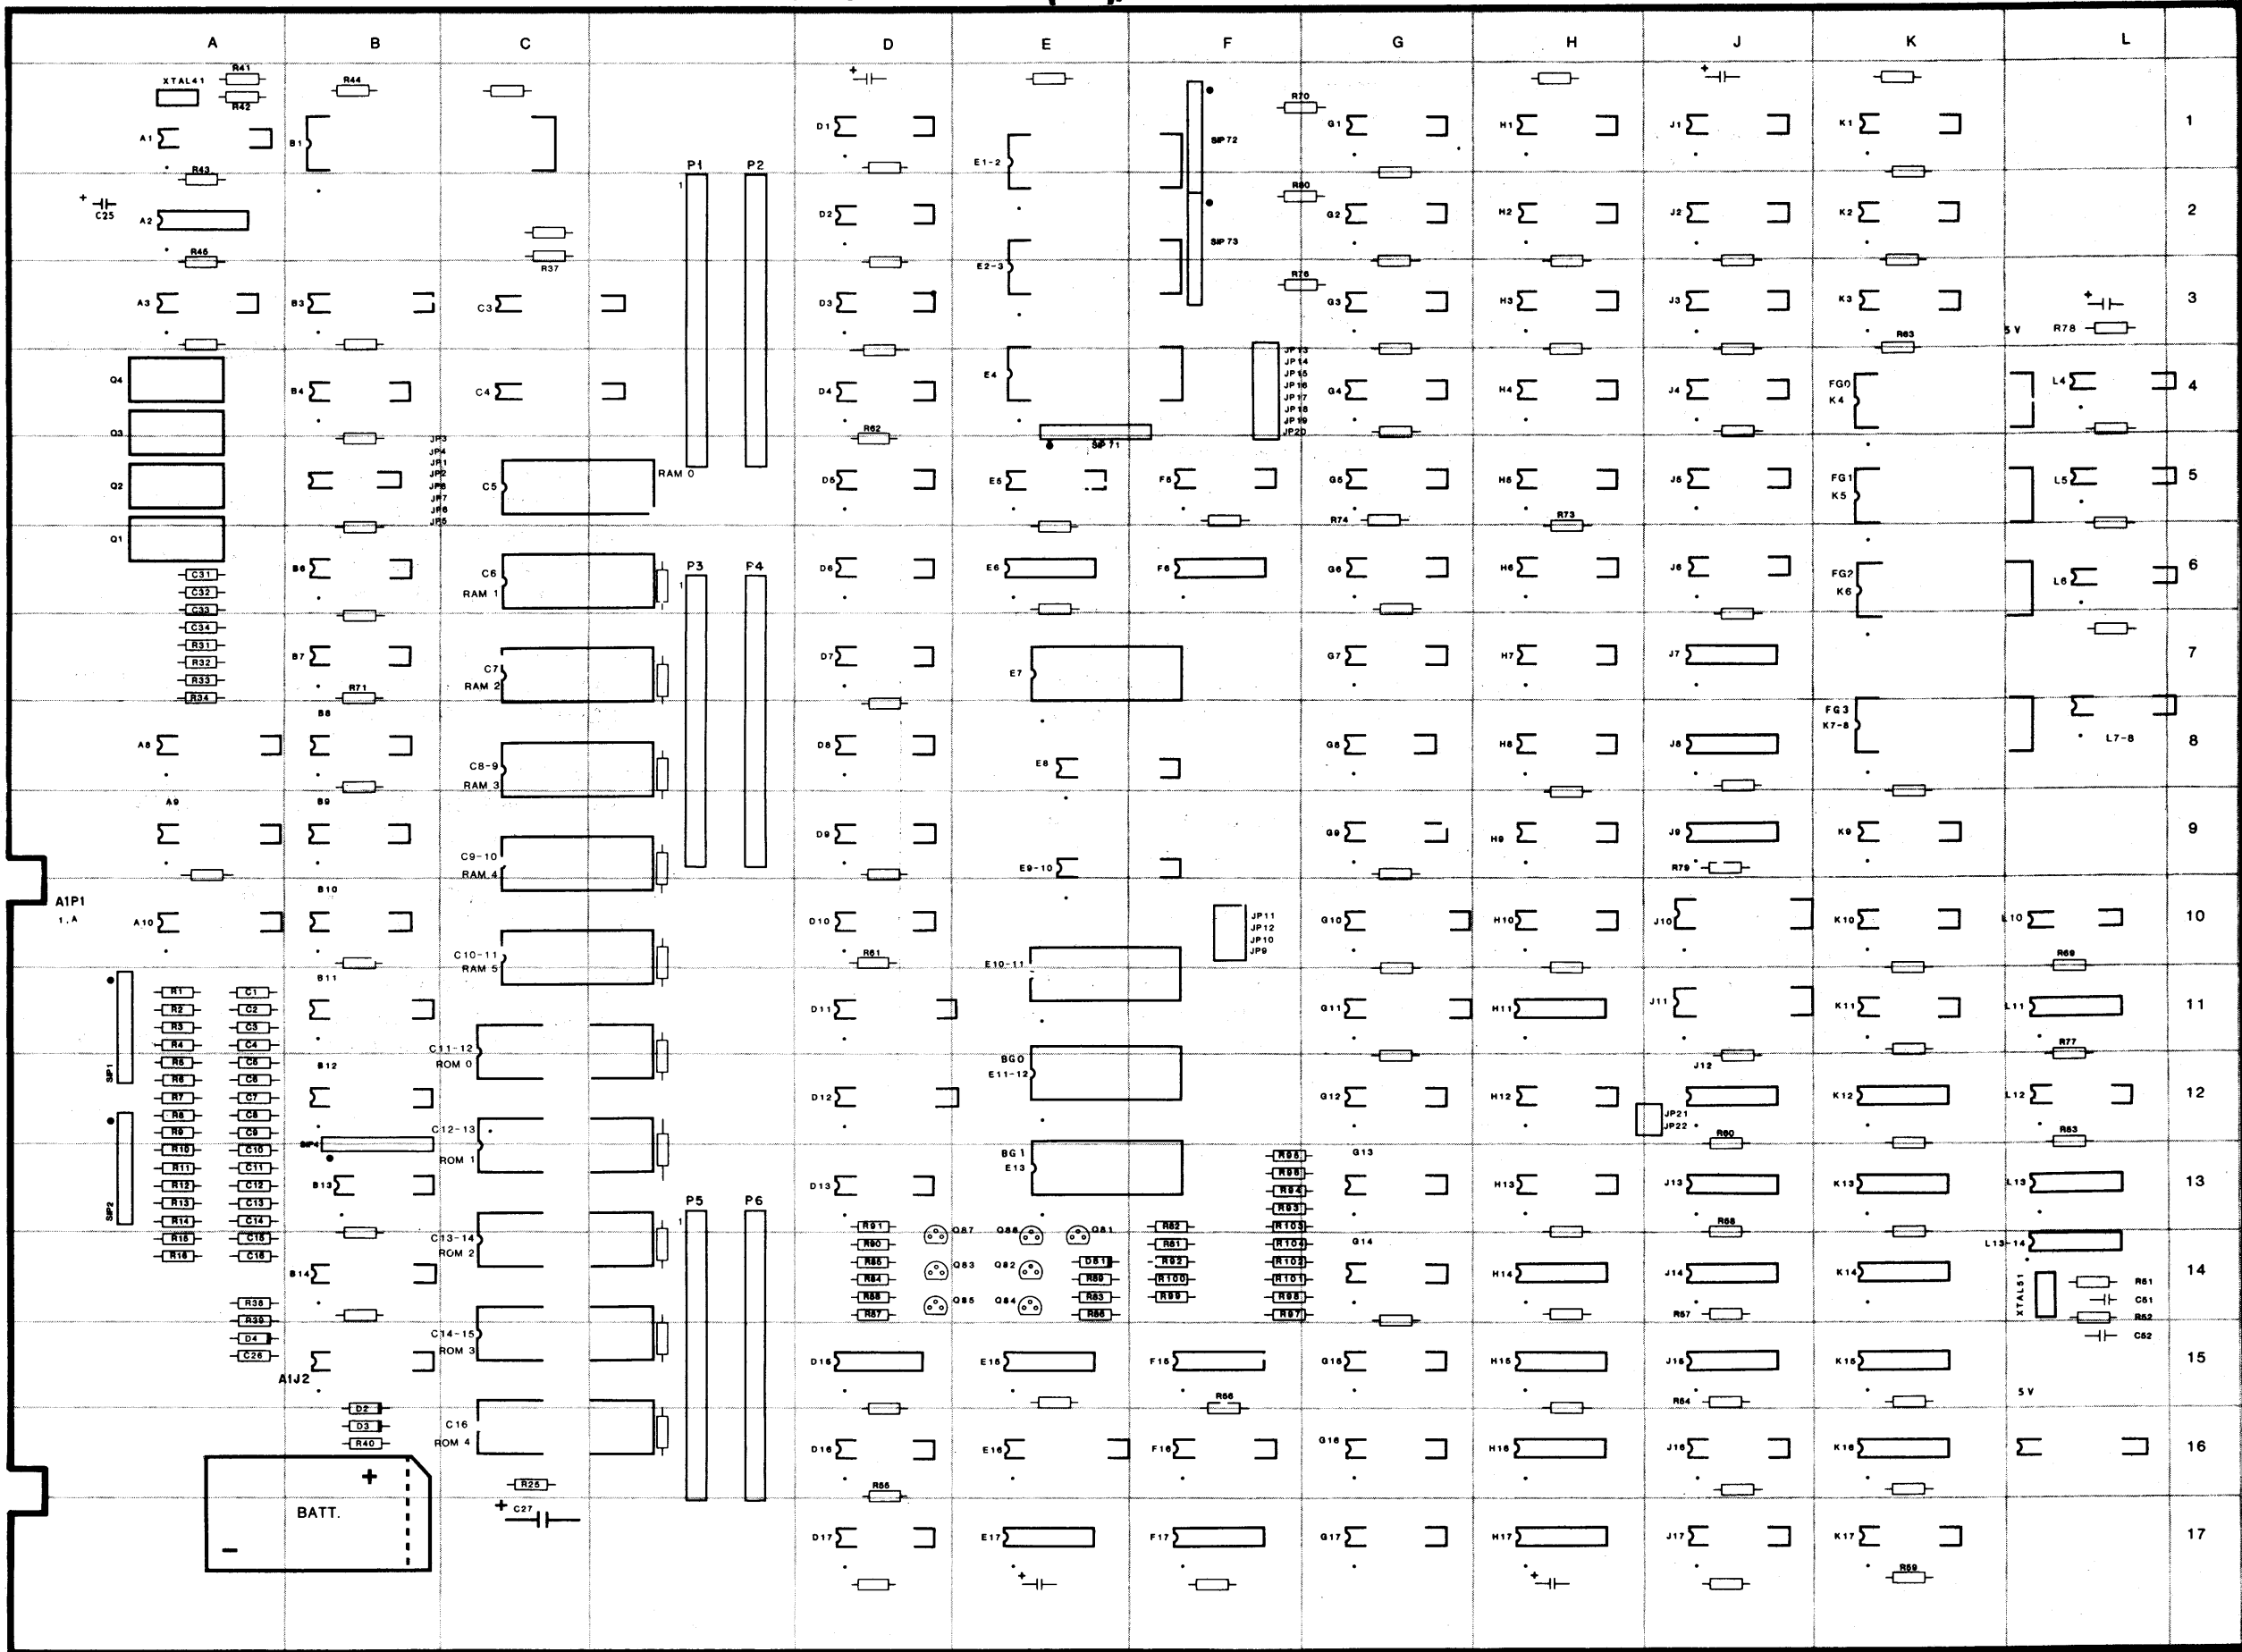 A B C D E F G H J K L
XTAL41 R41 R44
R42 R70
A1 B1 D1 G1 H1 J1 K1 1
SIP 72
P1 P2 E1-2
R43 1 R80
+ C25 A2 D2 G2 H2 J2 K2 2
R45 SIP 73
R37 E2-3 R76
A3 B3 C3 D3 G3 H3 J3 K3 3
5 V R78
R63
JP13
JP14
Q4 E4 JP15 FG0 L4 4
B4 C4 D4 JP16 G4 H4 J4 K4
JP17
JP18
JP19
Q3 JP3 R62 JP20
JP4 SIP 71
JP1
JP2 RAM 0
Q2 C5 D5 E5 F5 G5 H5 J5 FG1 L5 5
JP8 K5
JP7
JP6
JP5 R74 R73
Q1
B6 C6 P3 P4 D6 E6 F6 G6 H6 J6 FG2 L6 6
C31 RAM 1 1 K6
C32
C33
C34
R31
R32 B7 C7 D7 E7 G7 H7 J7 7
R33 RAM 2
R34 R71
B8 FG3
K7-8
A8 D8 G8 H8 J8 L7-8 8
C8-9 E8
RAM 3
A9 B9
D9 G9 H9 J9 K9 9
C9-10 E9-10 R79
RAM 4
B10
A1P1
1.A A10 D10 JP11 G10 H10 J10 K10 L10 10
JP12
JP10
JP9
C10-11 R61 R69
RAM 5 E10-11
B11
R1 C1
R2 C2 D11 G11 H11 J11 K11 L11 11
R3 C3
R4 C4 C11-12 R77
R5 C5 ROM 0 BG0
SIP1 R6 C6 B12 E11-12 J12
R7 C7 D12 G12 H12 K12 L12 12
R8 C8 JP21
R9 C9 C12-13 JP22
R10 C10 SIP4 R60 R53
R11 C11 ROM 1 BG1 G13
R12 C12 B13 D13 E13 R95 H13 J13 K13 L13 13
R96
R94
SIP2 R13 C13 P5 P6 R93
R14 C14 1 R91 Q87 Q86 Q81 R82 R103 R58
R15 C15 C13-14 R90 R81 R104 G14 L13-14
R16 C16 ROM 2 R85 Q83 Q82 D81 R92 R102
B14 R84 R89 R100 R101 H14 J14 K14 XTAL51 R51 14
R38 R88 Q85 Q84 R83 R99 R98 C51
R39 R87 R86 R97 R57 R52
D4 C14-15 C52
C26 ROM 3 D15 E15 F15 G15 H15 J15 K15 15
A1J2 5 V
D2 R56 R54
D3 C16
R40 ROM 4 D16 E16 F16 G16 H16 J16 K16 16
+ R25 R55
BATT. + C27
− D17 E17 F17 G17 H17 J17 K17 17
+ + R59